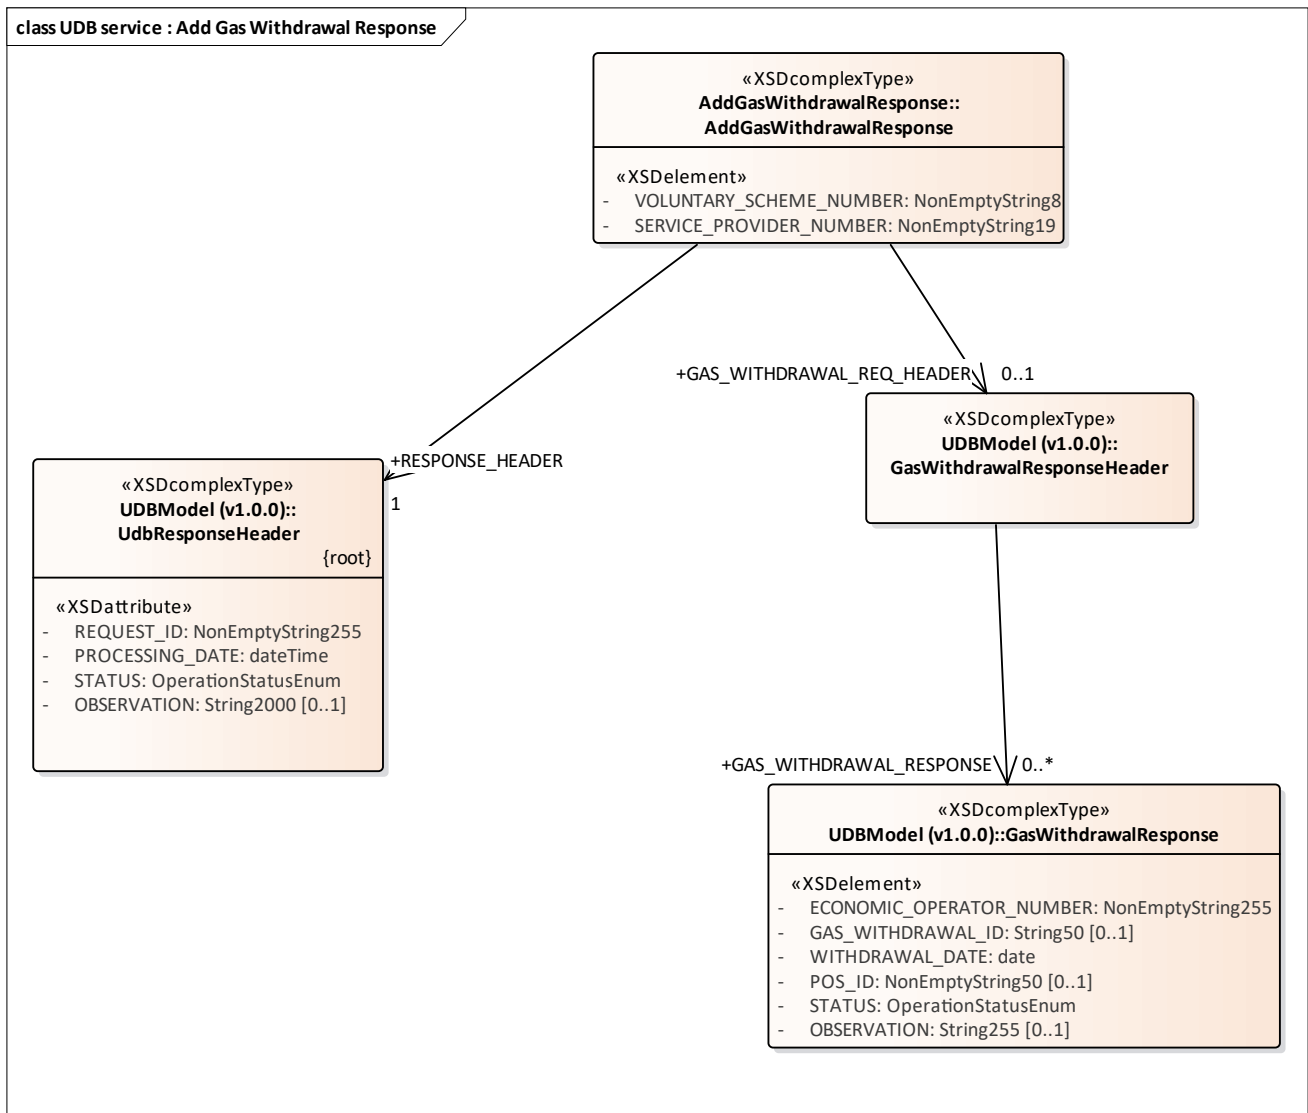 class UDB service : Add Gas Withdrawal Response
«XSDcomplexType»
AddGasWithdrawalResponse::
AddGasWithdrawalResponse
«XSDelement»
- VOLUNTARY_SCHEME_NUMBER: NonEmptyString8
- SERVICE_PROVIDER_NUMBER: NonEmptyString19
+GAS_WITHDRAWAL_REQ_HEADER 0..1
«XSDcomplexType»
UDBModel (v1.0.0)::
GasWithdrawalResponseHeader
+RESPONSE_HEADER
1
«XSDcomplexType»
UDBModel (v1.0.0)::
UdbResponseHeader
{root}
«XSDattribute»
- REQUEST_ID: NonEmptyString255
- PROCESSING_DATE: dateTime
- STATUS: OperationStatusEnum
- OBSERVATION: String2000 [0..1]
+GAS_WITHDRAWAL_RESPONSE 0..*
«XSDcomplexType»
UDBModel (v1.0.0)::GasWithdrawalResponse
«XSDelement»
- ECONOMIC_OPERATOR_NUMBER: NonEmptyString255
- GAS_WITHDRAWAL_ID: String50 [0..1]
- WITHDRAWAL_DATE: date
- POS_ID: NonEmptyString50 [0..1]
- STATUS: OperationStatusEnum
- OBSERVATION: String255 [0..1]